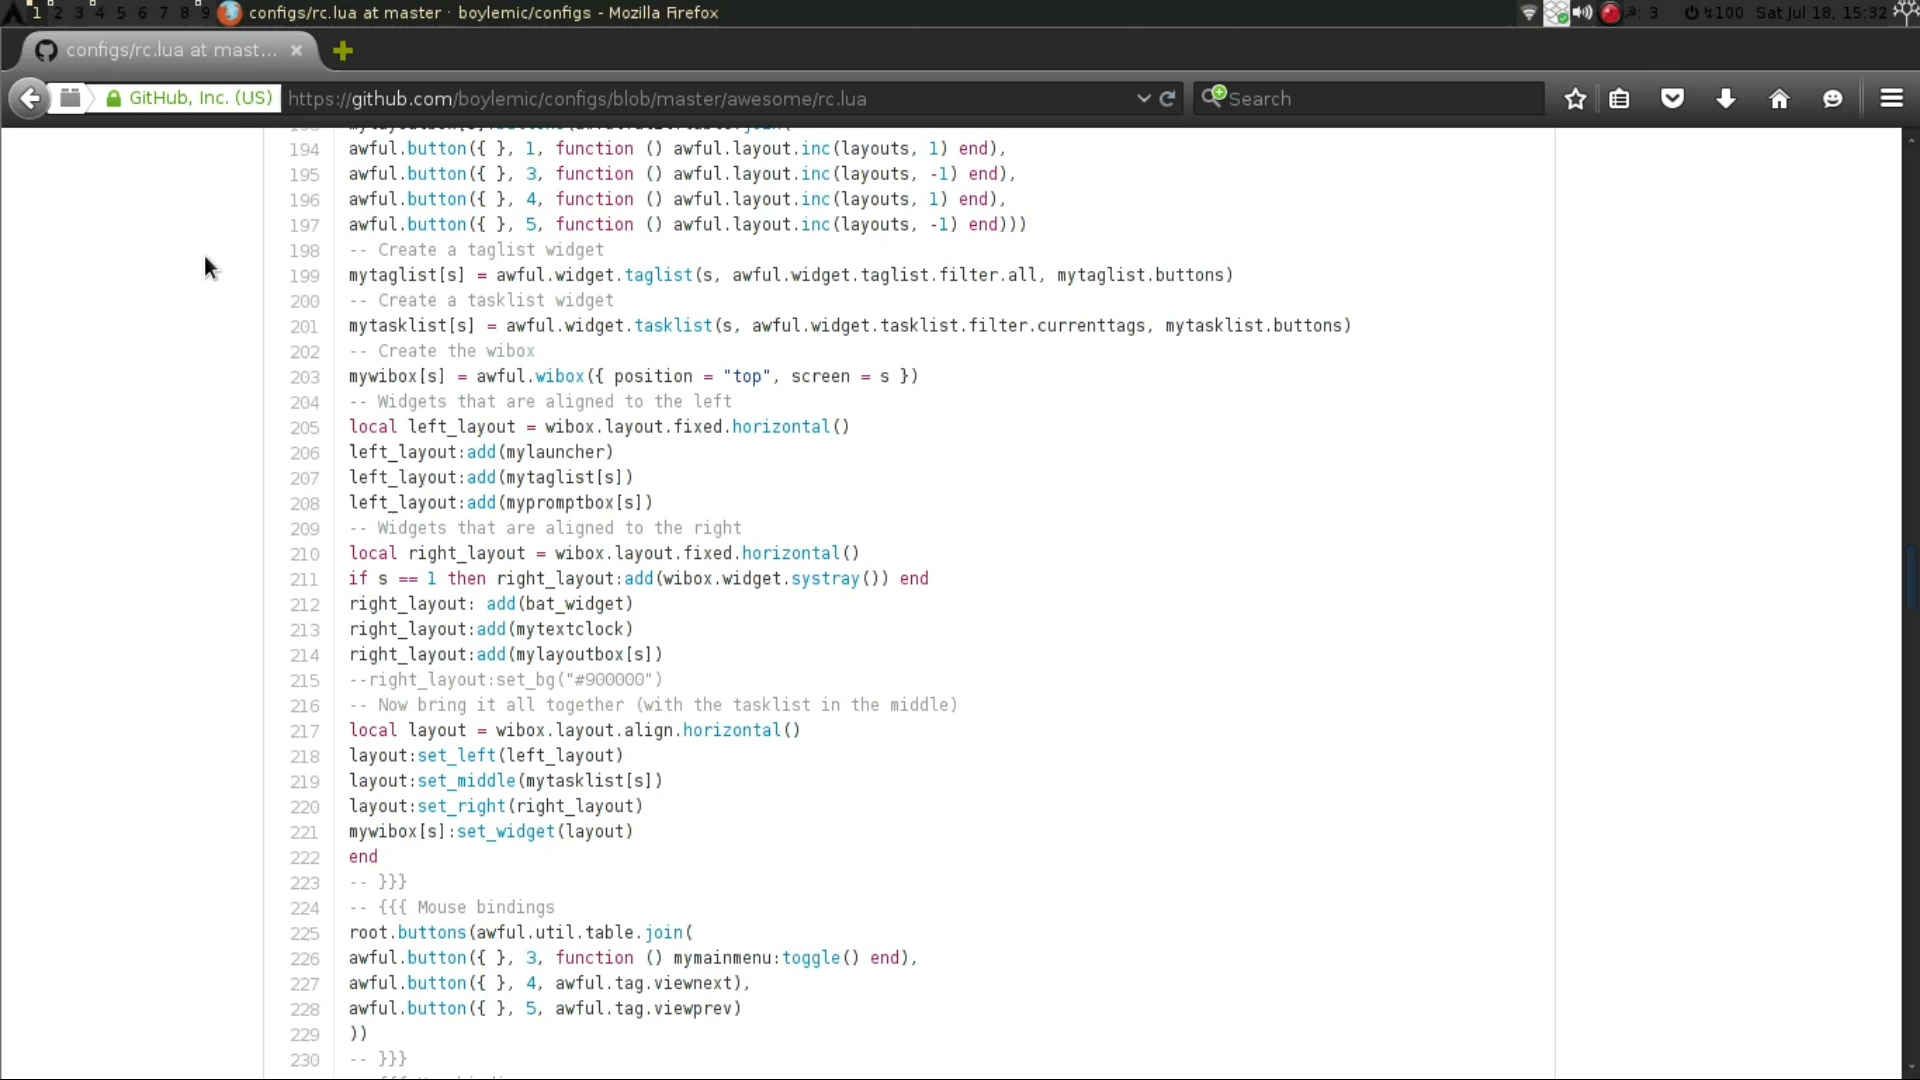 1 2 3 4 5 6 7 8 9 configs/rc.lua at master · boylemic/configs - Mozilla Firefox : 3 100 Sat Jul 18, 15:32
configs/rc.lua at mast... ×
GitHub, Inc. (US) https://github.com/boylemic/configs/blob/master/awesome/rc.lua Search
194 awful.button({ }, 1, function () awful.layout.inc(layouts, 1) end),
195 awful.button({ }, 3, function () awful.layout.inc(layouts, -1) end),
196 awful.button({ }, 4, function () awful.layout.inc(layouts, 1) end),
197 awful.button({ }, 5, function () awful.layout.inc(layouts, -1) end)))
198 -- Create a taglist widget
199 mytaglist[s] = awful.widget.taglist(s, awful.widget.taglist.filter.all, mytaglist.buttons)
200 -- Create a tasklist widget
201 mytasklist[s] = awful.widget.tasklist(s, awful.widget.tasklist.filter.currenttags, mytasklist.buttons)
202 -- Create the wibox
203 mywibox[s] = awful.wibox({ position = "top", screen = s })
204 -- Widgets that are aligned to the left
205 local left_layout = wibox.layout.fixed.horizontal()
206 left_layout:add(mylauncher)
207 left_layout:add(mytaglist[s])
208 left_layout:add(mypromptbox[s])
209 -- Widgets that are aligned to the right
210 local right_layout = wibox.layout.fixed.horizontal()
211 if s == 1 then right_layout:add(wibox.widget.systray()) end
212 right_layout: add(bat_widget)
213 right_layout:add(mytextclock)
214 right_layout:add(mylayoutbox[s])
215 --right_layout:set_bg("#900000")
216 -- Now bring it all together (with the tasklist in the middle)
217 local layout = wibox.layout.align.horizontal()
218 layout:set_left(left_layout)
219 layout:set_middle(mytasklist[s])
220 layout:set_right(right_layout)
221 mywibox[s]:set_widget(layout)
222 end
223 -- }}}
224 -- {{{ Mouse bindings
225 root.buttons(awful.util.table.join(
226 awful.button({ }, 3, function () mymainmenu:toggle() end),
227 awful.button({ }, 4, awful.tag.viewnext),
228 awful.button({ }, 5, awful.tag.viewprev)
229 ))
230 -- }}}